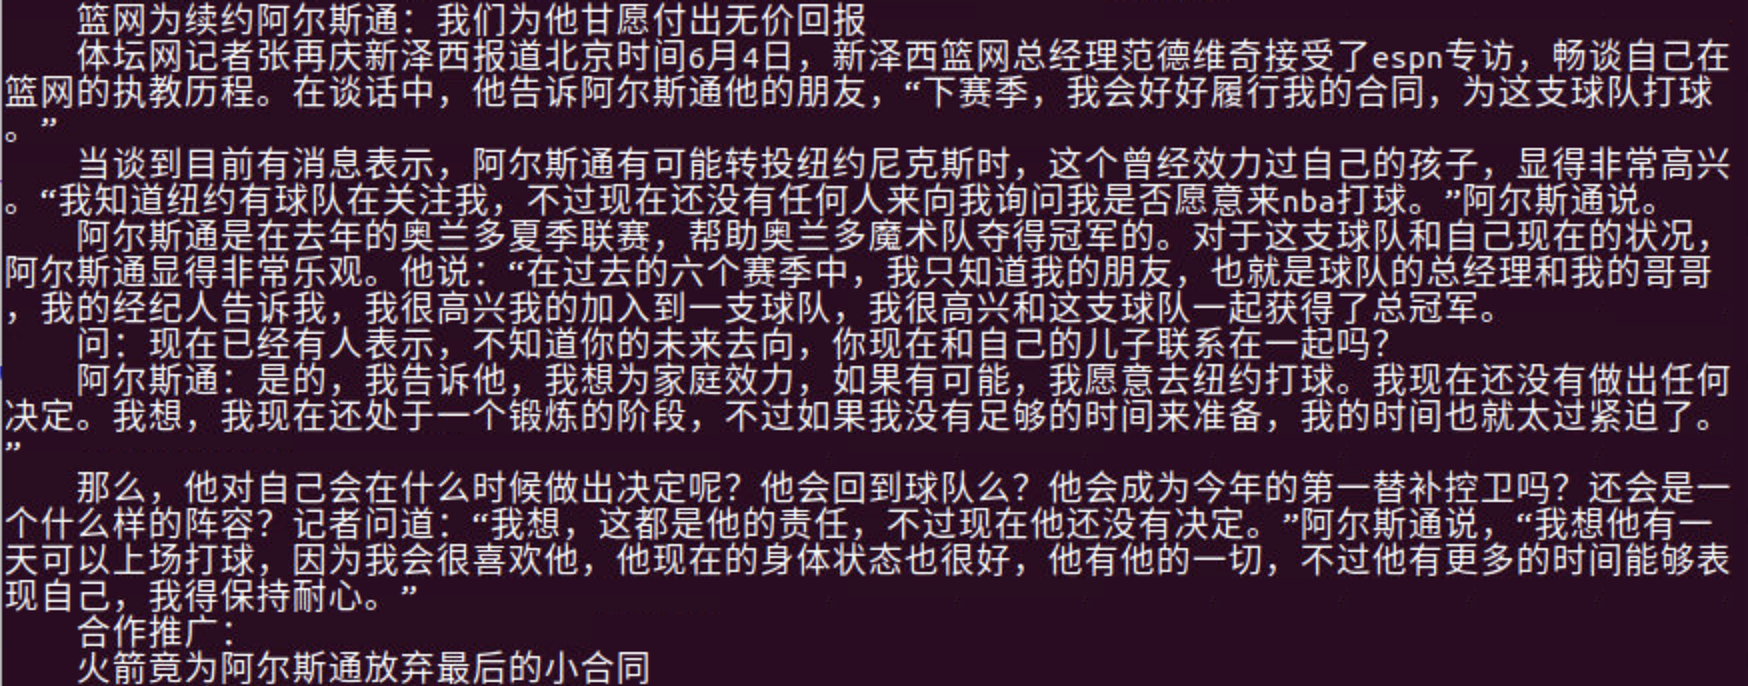 篮网为续约阿尔斯通：我们为他甘愿付出无价回报
体坛网记者张再庆新泽西报道北京时间6月4日，新泽西篮网总经理范德维奇接受了espn专访，畅谈自己在
篮网的执教历程。在谈话中，他告诉阿尔斯通他的朋友，“下赛季，我会好好履行我的合同，为这支球队打球
。”
当谈到目前有消息表示，阿尔斯通有可能转投纽约尼克斯时，这个曾经效力过自己的孩子，显得非常高兴
。“我知道纽约有球队在关注我，不过现在还没有任何人来向我询问我是否愿意来nba打球。”阿尔斯通说。
阿尔斯通是在去年的奥兰多夏季联赛，帮助奥兰多魔术队夺得冠军的。对于这支球队和自己现在的状况，
阿尔斯通显得非常乐观。他说：“在过去的六个赛季中，我只知道我的朋友，也就是球队的总经理和我的哥哥
，我的经纪人告诉我，我很高兴我的加入到一支球队，我很高兴和这支球队一起获得了总冠军。
问：现在已经有人表示，不知道你的未来去向，你现在和自己的儿子联系在一起吗？
阿尔斯通：是的，我告诉他，我想为家庭效力，如果有可能，我愿意去纽约打球。我现在还没有做出任何
决定。我想，我现在还处于一个锻炼的阶段，不过如果我没有足够的时间来准备，我的时间也就太过紧迫了。
”
那么，他对自己会在什么时候做出决定呢？他会回到球队么？他会成为今年的第一替补控卫吗？还会是一
个什么样的阵容？记者问道：“我想，这都是他的责任，不过现在他还没有决定。”阿尔斯通说，“我想他有一
天可以上场打球，因为我会很喜欢他，他现在的身体状态也很好，他有他的一切，不过他有更多的时间能够表
现自己，我得保持耐心。”
合作推广：
火箭竟为阿尔斯通放弃最后的小合同